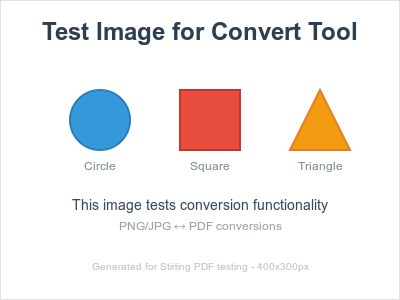 Test Image for Convert Tool
Circle
Square
Triangle
This image tests conversion functionality
PNG/JPG ↔ PDF conversions
Generated for Stirling PDF testing - 400x300px